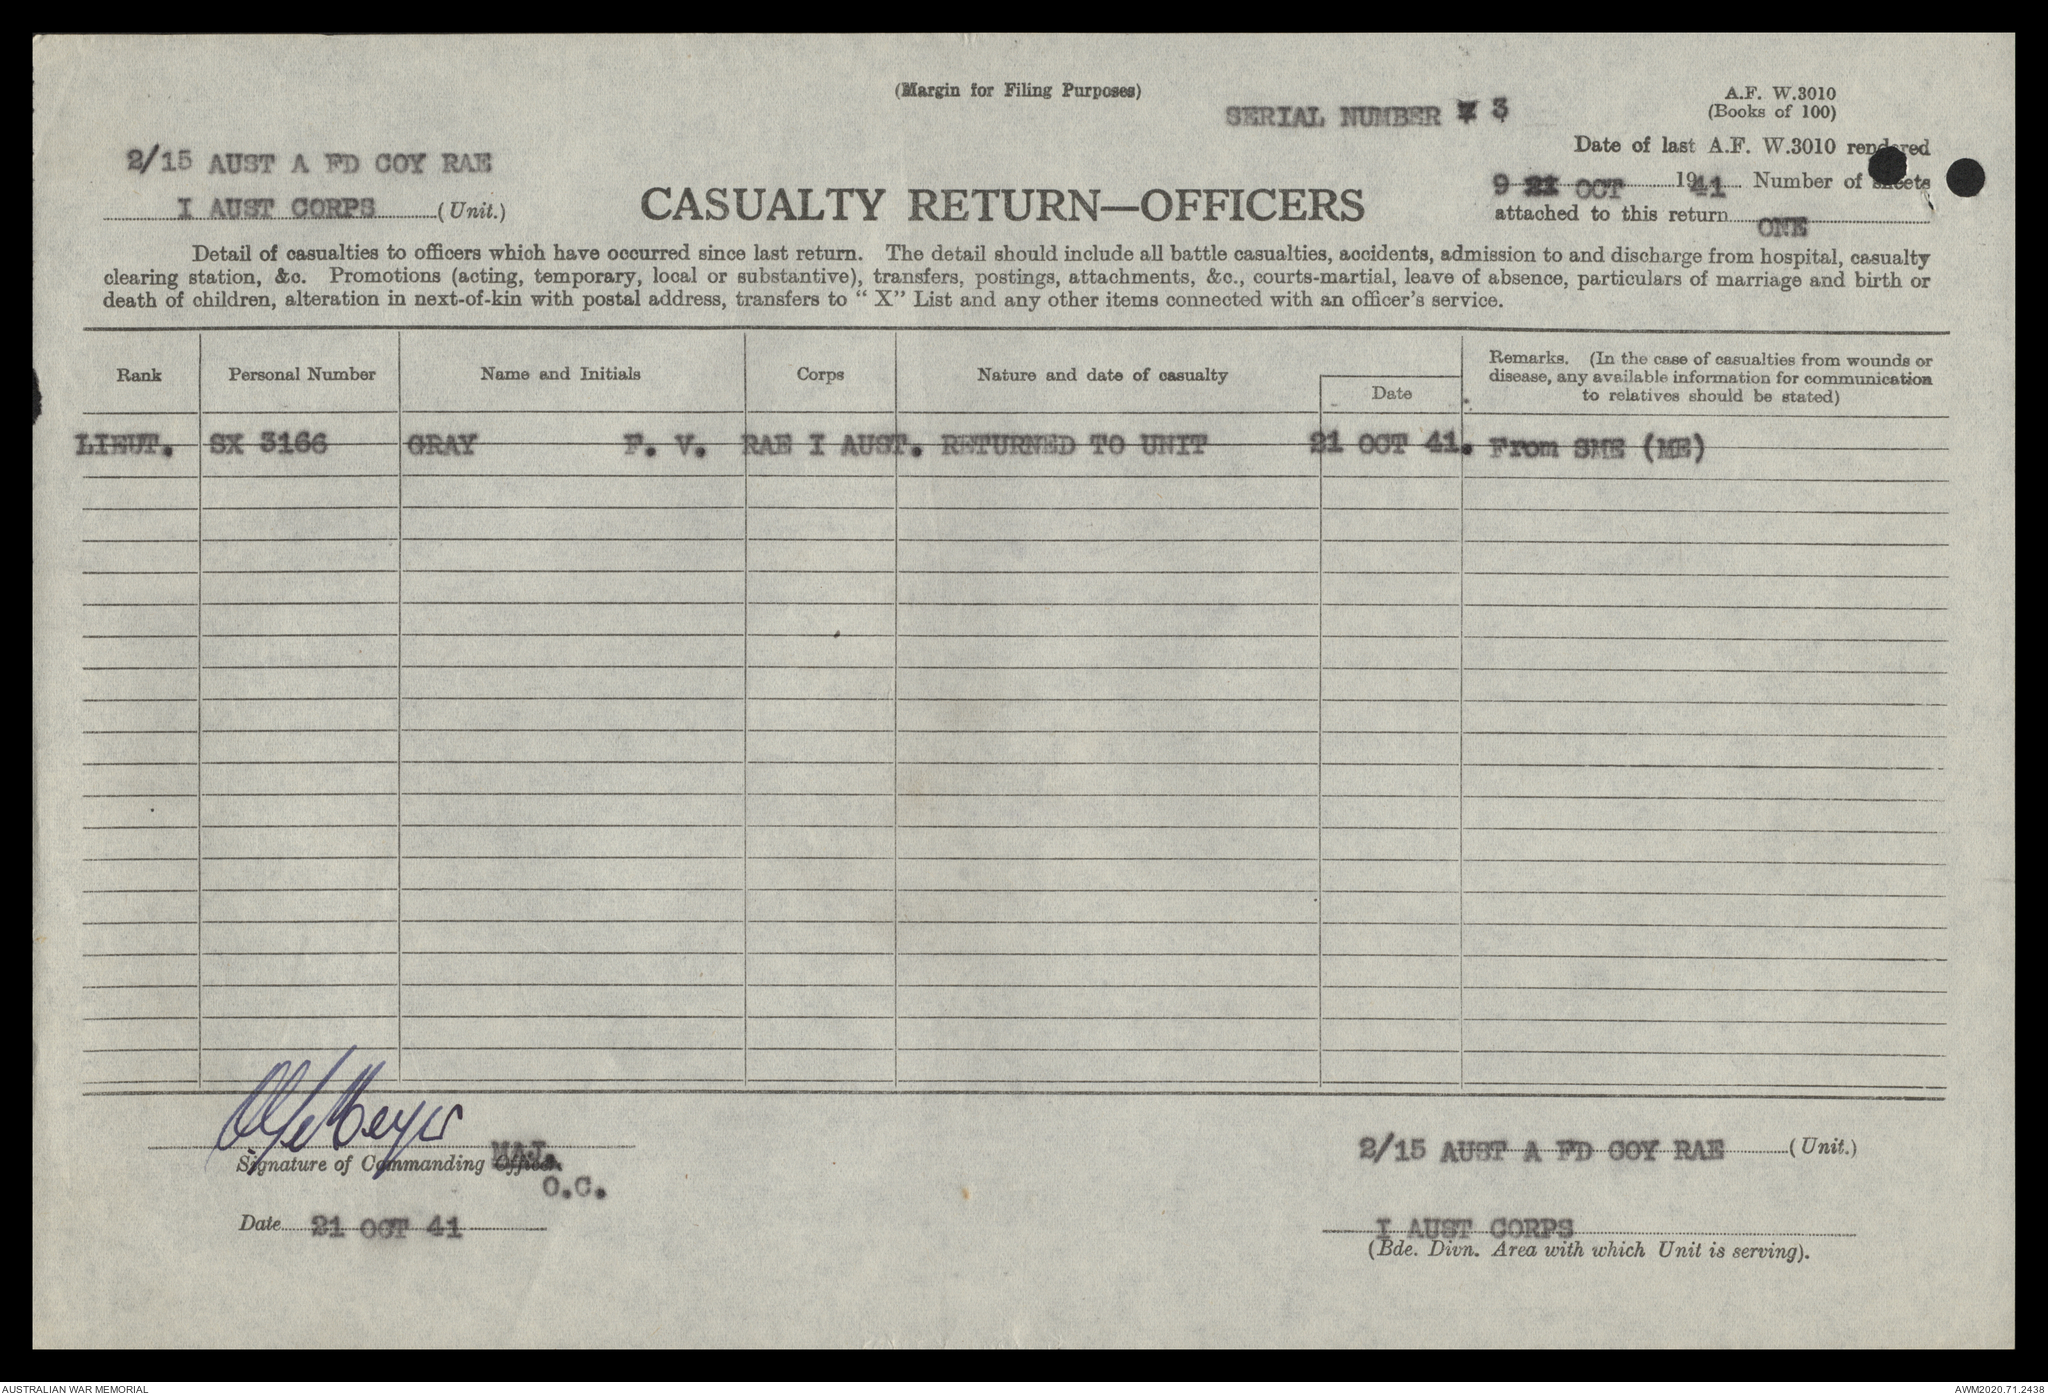 (Margin for Filing Purposes)
SERIAL NUMBER 3
A.F. W.3010
(Books of 100)
2/15 AUST A FD COY RAE
I AUST CORPS (Unit.)
CASUALTY RETURN—OFFICERS
Date of last A.F. W.3010 rendered
9 21 OCT 1941 Number of sheets
attached to this return ONE
Detail of casualties to officers which have occurred since last return. The detail should include all battle casualties, accidents, admission to and discharge from hospital, casualty
clearing station, &c. Promotions (acting, temporary, local or substantive), transfers, postings, attachments, &c., courts-martial, leave of absence, particulars of marriage and birth or
death of children, alteration in next-of-kin with postal address, transfers to "X" List and any other items connected with an officer's service.
Rank Personal Number Name and Initials Corps Nature and date of casualty Date Remarks. (In the case of casualties from wounds or
disease, any available information for communication
to relatives should be stated)
LIEUT. SX 3166 GRAY F. V. RAE I AUST. RETURNED TO UNIT 21 OCT 41. From SME (ME)
MAJ.
Signature of Commanding Officer.
O.C.
Date 21 OCT 41
2/15 AUST A FD COY RAE (Unit.)
I AUST CORPS
(Bde. Divn. Area with which Unit is serving).
AUSTRALIAN WAR MEMORIAL
AWM2020.71.2438